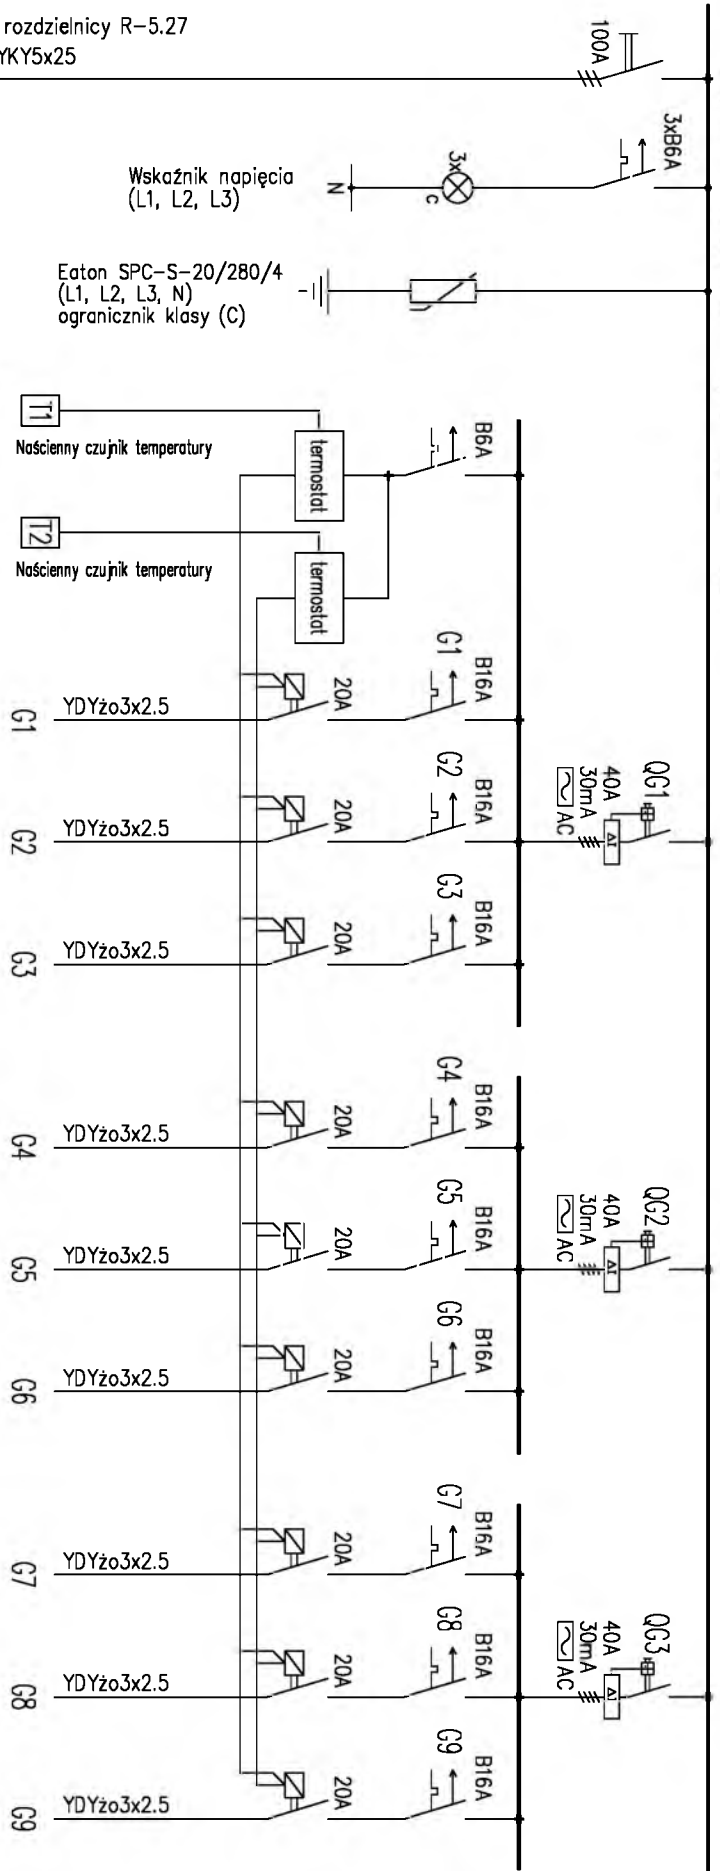 rozdzielnicy R-5.27
YKY5x25
100A
3xB6A
3x
C
N
Wskaźnik napięcia
(L1, L2, L3)
Eaton SPC-S-20/280/4
(L1, L2, L3, N)
ogranicznik klasy (C)
T1
Naścienny czujnik temperatury
termostat
B6A
T2
Naścienny czujnik temperatury
termostat
G1
YDYżo3x2.5
20A
G1
B16A
G2
YDYżo3x2.5
20A
G2
B16A
QG1
40A
30mA
AC
ΔI
G3
YDYżo3x2.5
20A
G3
B16A
G4
YDYżo3x2.5
20A
G4
B16A
G5
YDYżo3x2.5
20A
G5
B16A
QG2
40A
30mA
AC
ΔI
G6
YDYżo3x2.5
20A
G6
B16A
G7
YDYżo3x2.5
20A
G7
B16A
G8
YDYżo3x2.5
20A
G8
B16A
QG3
40A
30mA
AC
ΔI
G9
YDYżo3x2.5
20A
G9
B16A